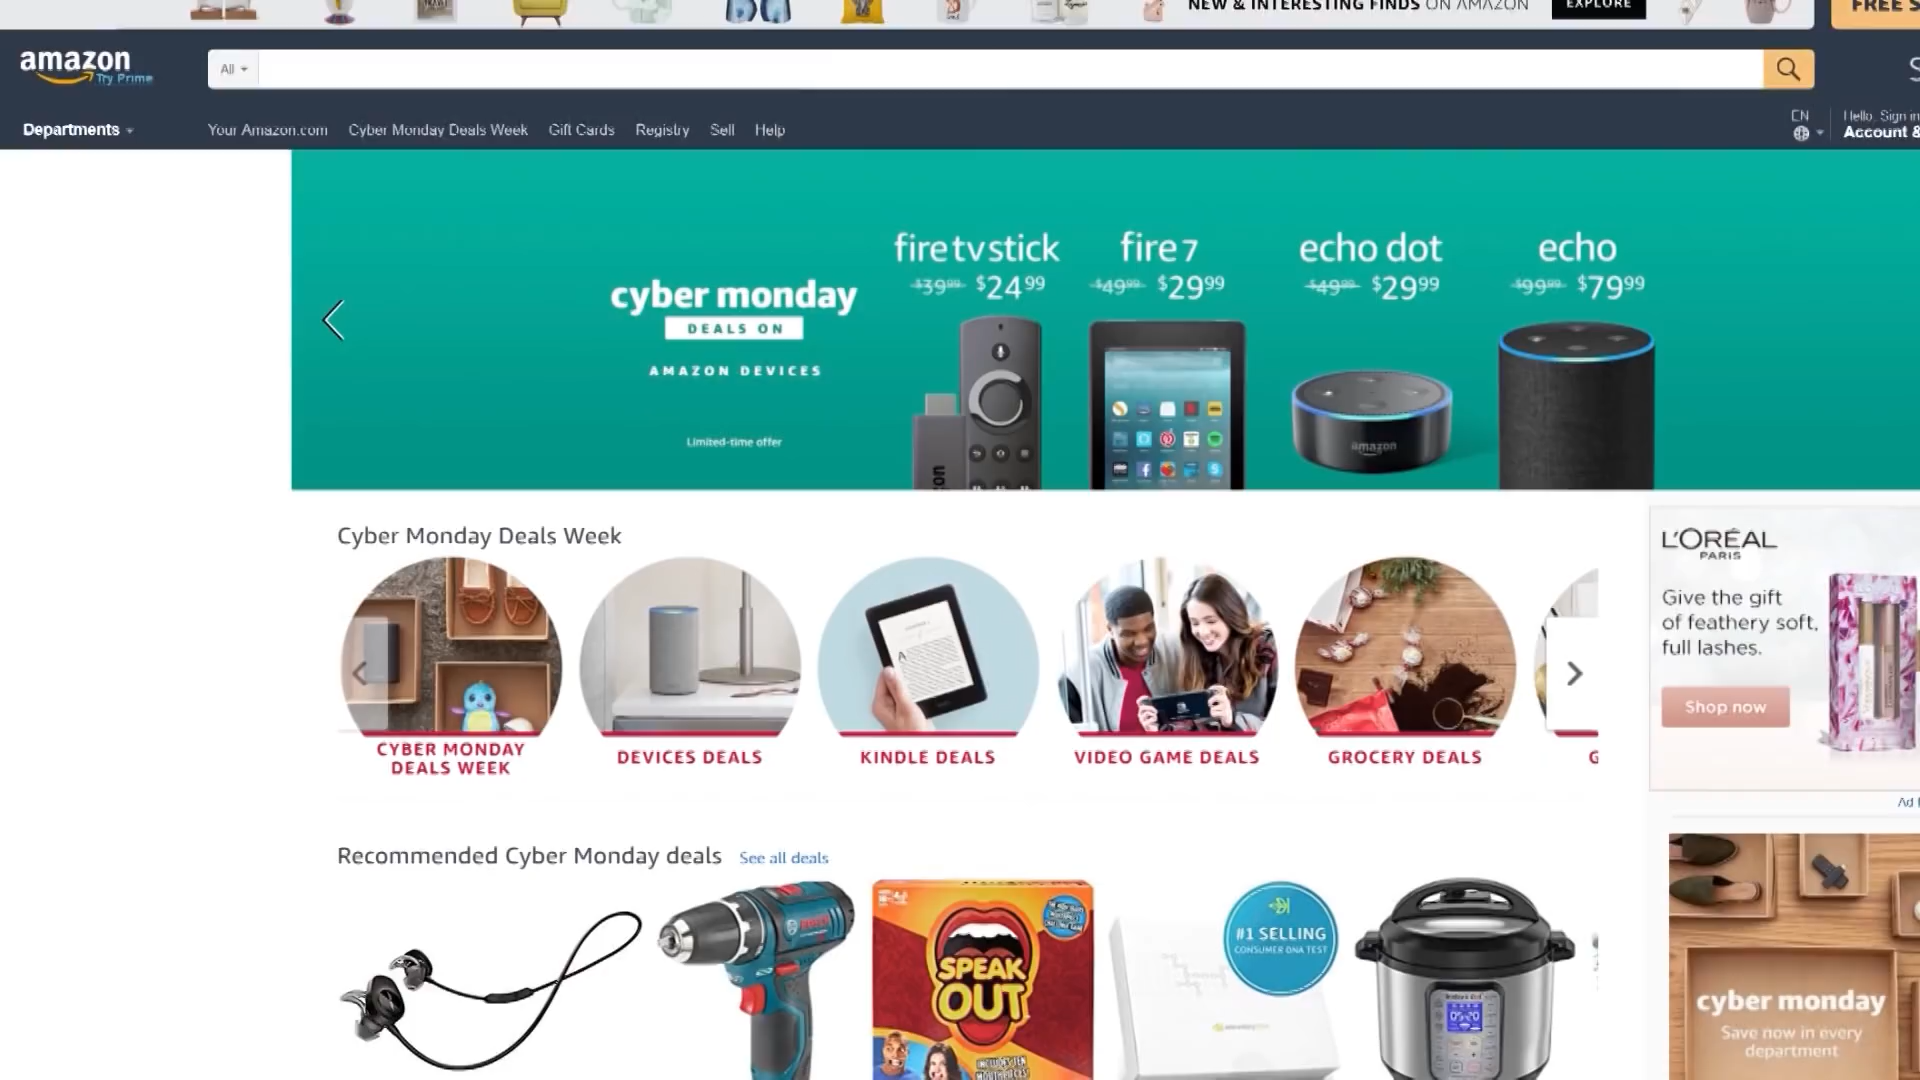 NEW & INTERESTING FINDS ON AMAZON
EXPLORE
FREE
amazon
Try Prime
All
Departments
Your Amazon.com
Cyber Monday Deals Week
Gift Cards
Registry
Sell
Help
EN
Hello. Sign in
Account &
cyber monday
DEALS ON
AMAZON DEVICES
Limited-time offer
fire tv stick
$39.99 $24.99
fire 7
$49.99 $29.99
echo dot
$49.99 $29.99
echo
$99.99 $79.99
amazon
Cyber Monday Deals Week
CYBER MONDAY
DEALS WEEK
DEVICES DEALS
KINDLE DEALS
VIDEO GAME DEALS
GROCERY DEALS
G
L'ORÉAL
PARIS
Give the gift
of feathery soft,
full lashes.
Shop now
Ad
Recommended Cyber Monday deals
See all deals
BOSCH
SPEAK
OUT
INCLUDES TEN
MOUTHPIECES
#1 SELLING
CONSUMER DNA TEST
cyber monday
Save now in every
department